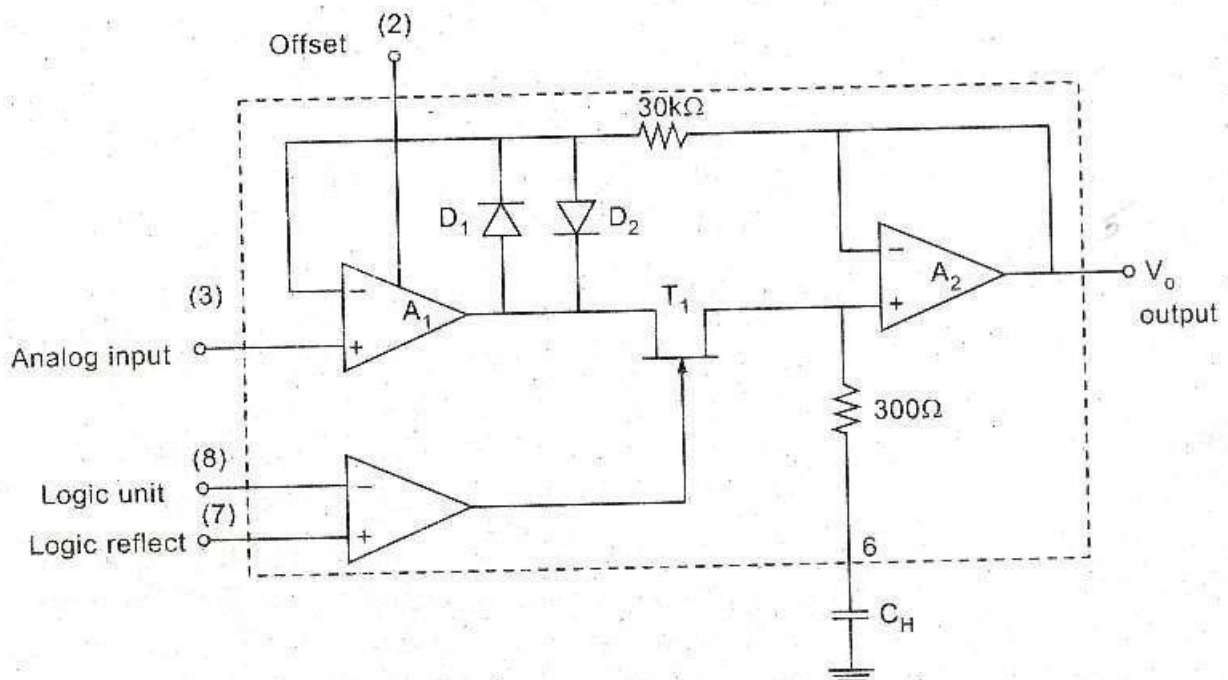 (2)
Offset
30kΩ
D1
D2
(3)
A1
T1
A2
Vo
output
Analog input
300Ω
(8)
Logic unit
(7)
Logic reflect
6
CH
−
+
−
+
−
+